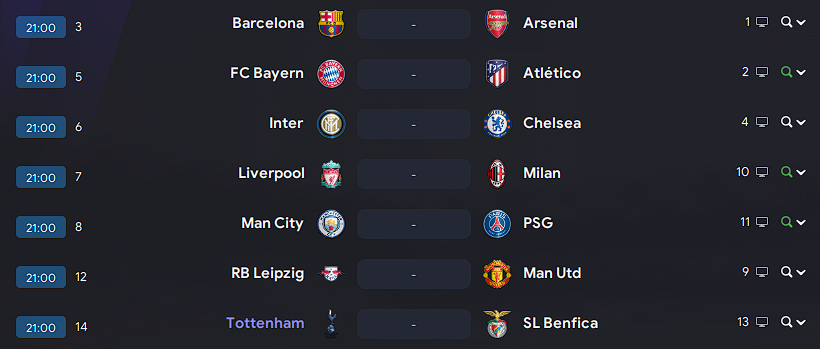 21:00 3 Barcelona - Arsenal 1
21:00 5 FC Bayern - Atlético 2
21:00 6 Inter - Chelsea 4
21:00 7 Liverpool - Milan 10
21:00 8 Man City - PSG 11
21:00 12 RB Leipzig - Man Utd 9
21:00 14 Tottenham - SL Benfica 13